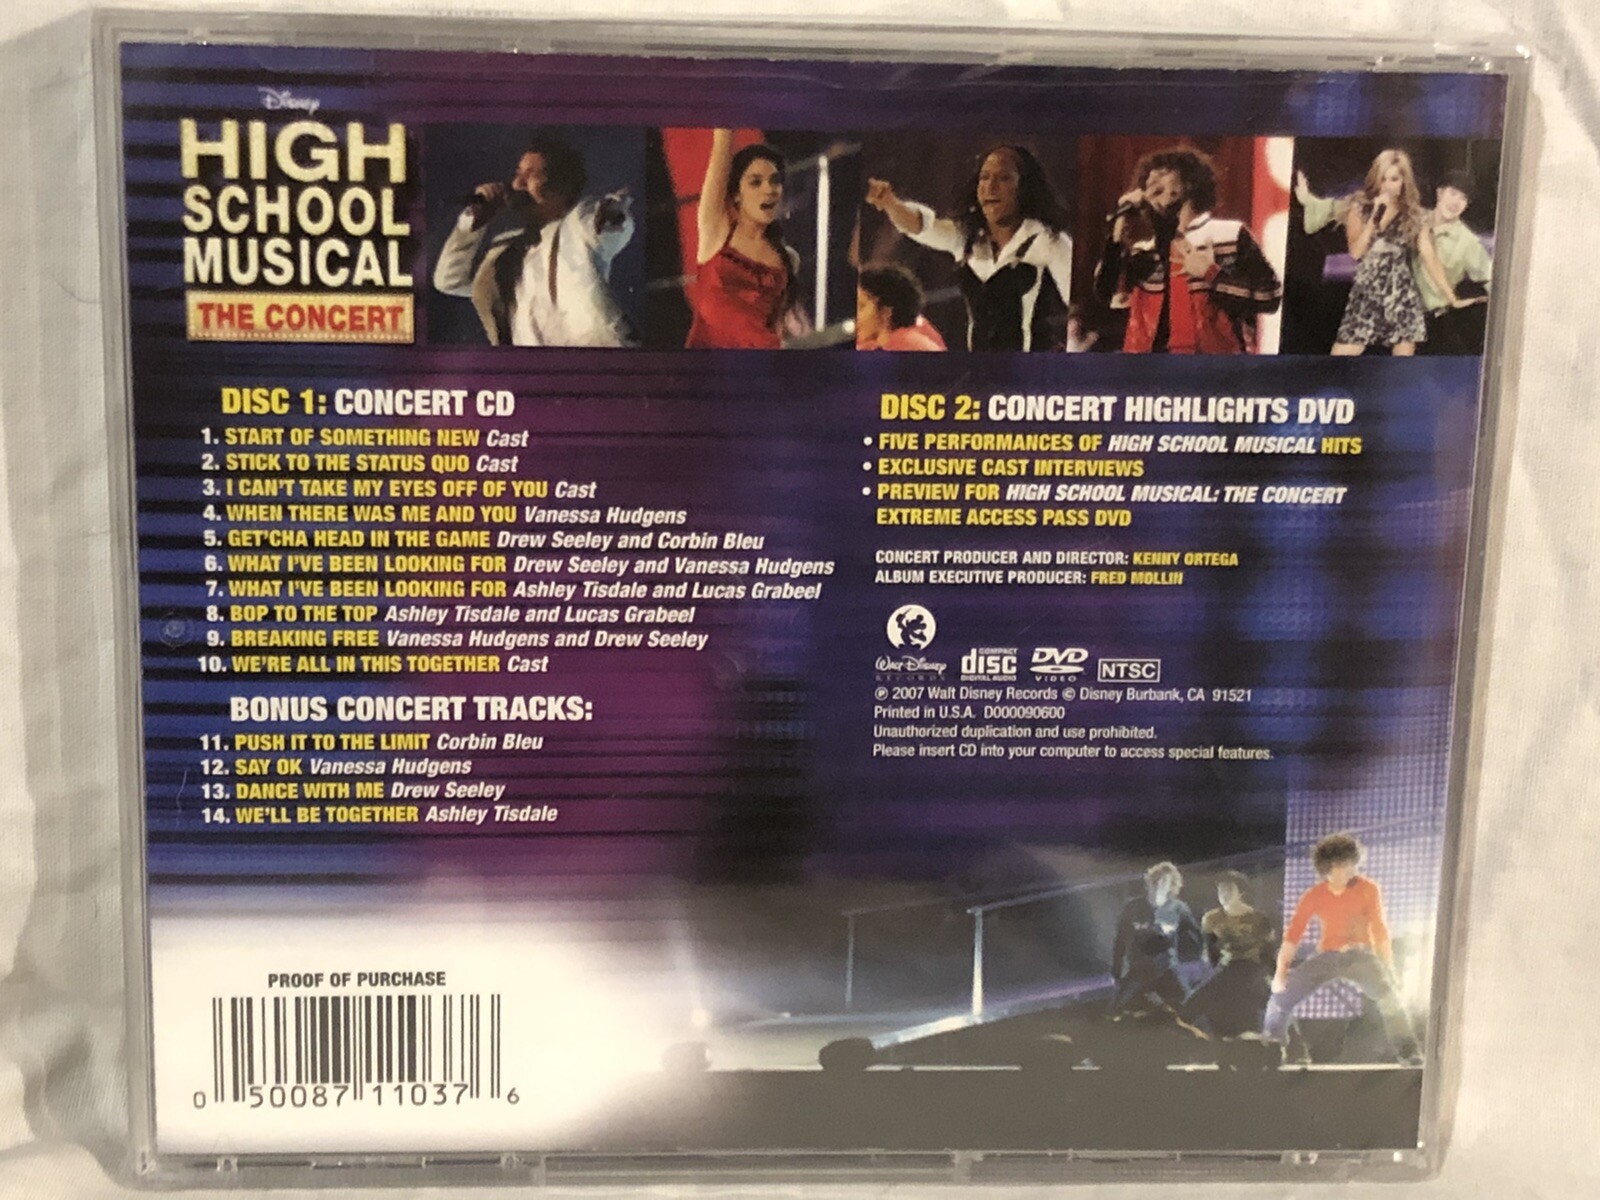 Disney
HIGH
SCHOOL
MUSICAL
THE CONCERT
DISC 1: CONCERT CD
1. START OF SOMETHING NEW Cast
2. STICK TO THE STATUS QUO Cast
3. I CAN'T TAKE MY EYES OFF OF YOU Cast
4. WHEN THERE WAS ME AND YOU Vanessa Hudgens
5. GET'CHA HEAD IN THE GAME Drew Seeley and Corbin Bleu
6. WHAT I'VE BEEN LOOKING FOR Drew Seeley and Vanessa Hudgens
7. WHAT I'VE BEEN LOOKING FOR Ashley Tisdale and Lucas Grabeel
8. BOP TO THE TOP Ashley Tisdale and Lucas Grabeel
9. BREAKING FREE Vanessa Hudgens and Drew Seeley
10. WE'RE ALL IN THIS TOGETHER Cast
BONUS CONCERT TRACKS:
11. PUSH IT TO THE LIMIT Corbin Bleu
12. SAY OK Vanessa Hudgens
13. DANCE WITH ME Drew Seeley
14. WE'LL BE TOGETHER Ashley Tisdale
DISC 2: CONCERT HIGHLIGHTS DVD
• FIVE PERFORMANCES OF HIGH SCHOOL MUSICAL HITS
• EXCLUSIVE CAST INTERVIEWS
• PREVIEW FOR HIGH SCHOOL MUSICAL: THE CONCERT
EXTREME ACCESS PASS DVD
CONCERT PRODUCER AND DIRECTOR: KENNY ORTEGA
ALBUM EXECUTIVE PRODUCER: FRED MOLLIN
Walt Disney
RECORDS
COMPACT
disc
DIGITAL AUDIO
DVD
VIDEO
NTSC
℗ 2007 Walt Disney Records © Disney Burbank, CA 91521
Printed in U.S.A. D000090600
Unauthorized duplication and use prohibited.
Please insert CD into your computer to access special features.
PROOF OF PURCHASE
0 50087 11037 6